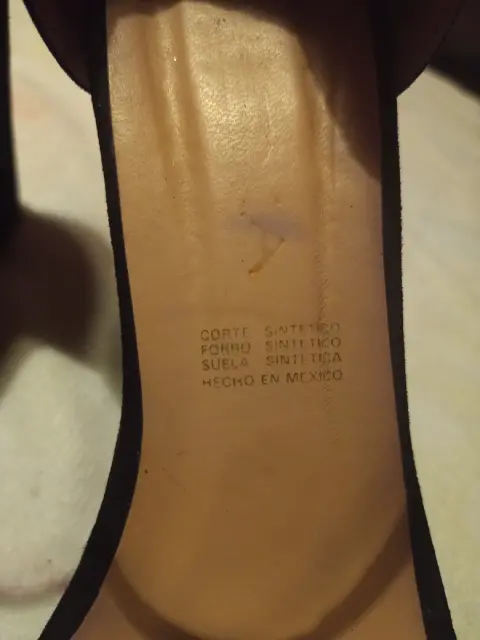 CORTE SINTETICO
FORRO SINTETICO
SUELA SINTETICA
HECHO EN MEXICO